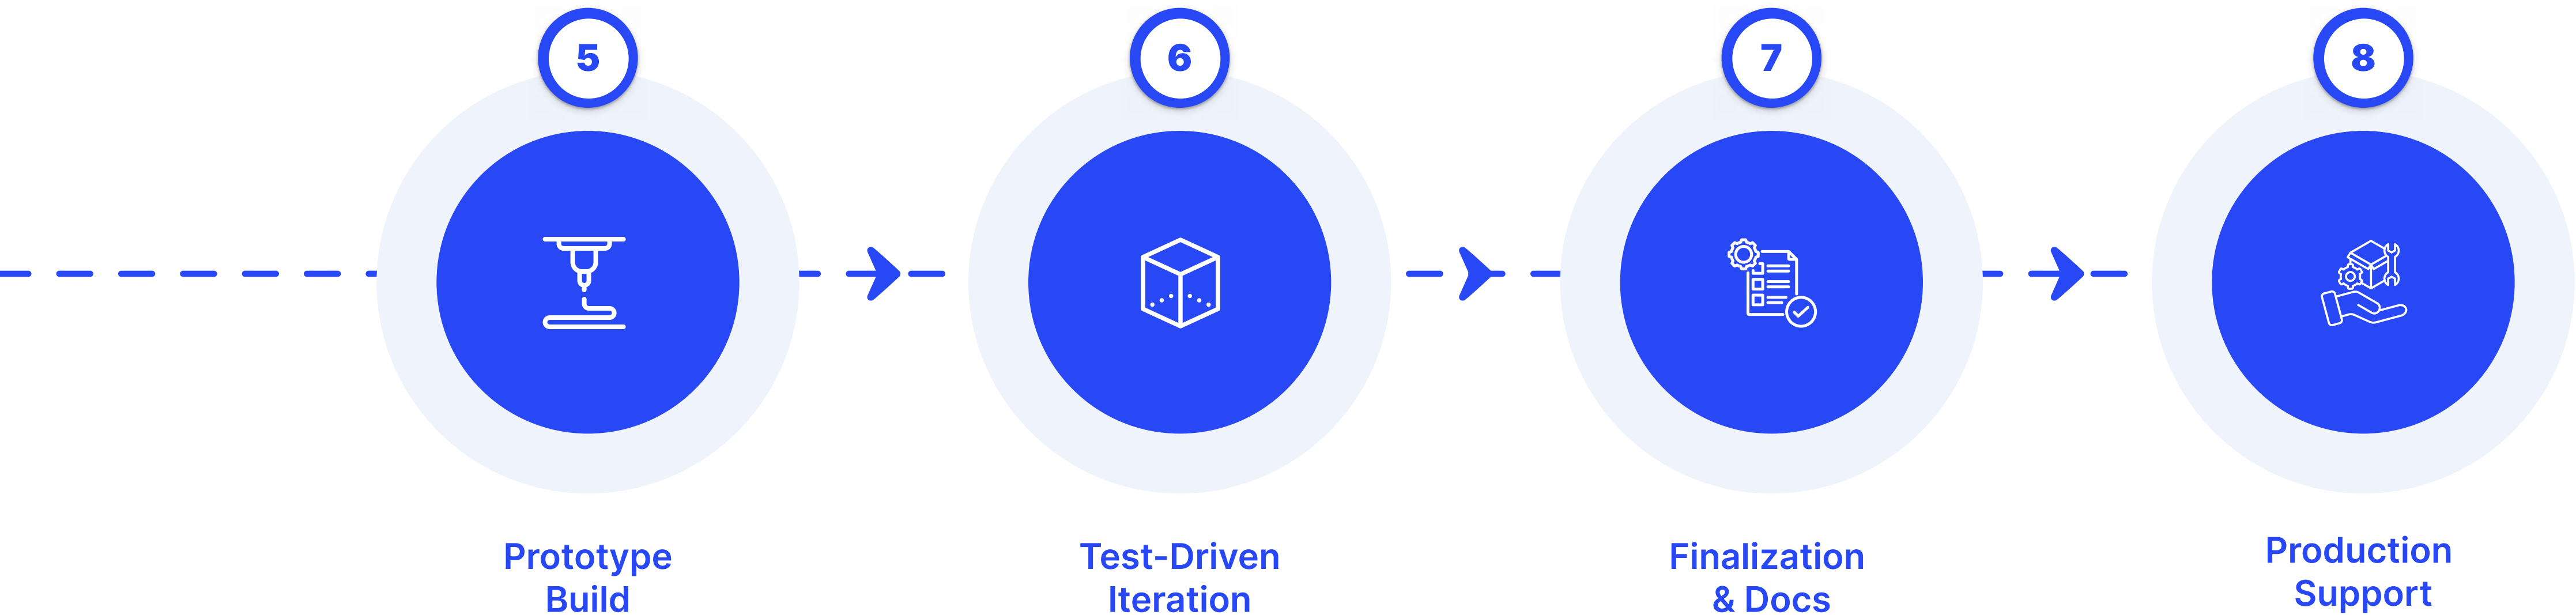 5
6
7
8
Prototype
Build
Test-Driven
Iteration
Finalization
& Docs
Production
Support